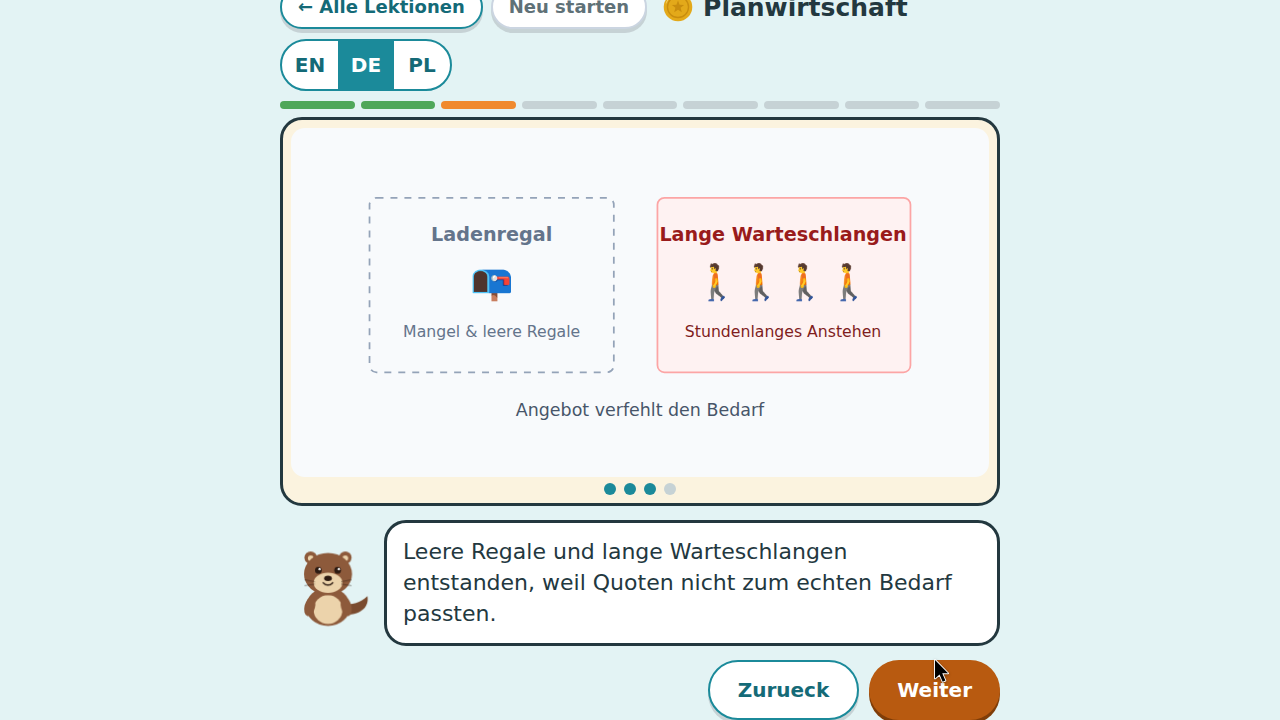 ← Alle Lektionen
Neu starten
Planwirtschaft
EN
DE
PL
Ladenregal
Mangel & leere Regale
Lange Warteschlangen
Stundenlanges Anstehen
Angebot verfehlt den Bedarf
Leere Regale und lange Warteschlangen
entstanden, weil Quoten nicht zum echten Bedarf
passten.
Zurueck
Weiter